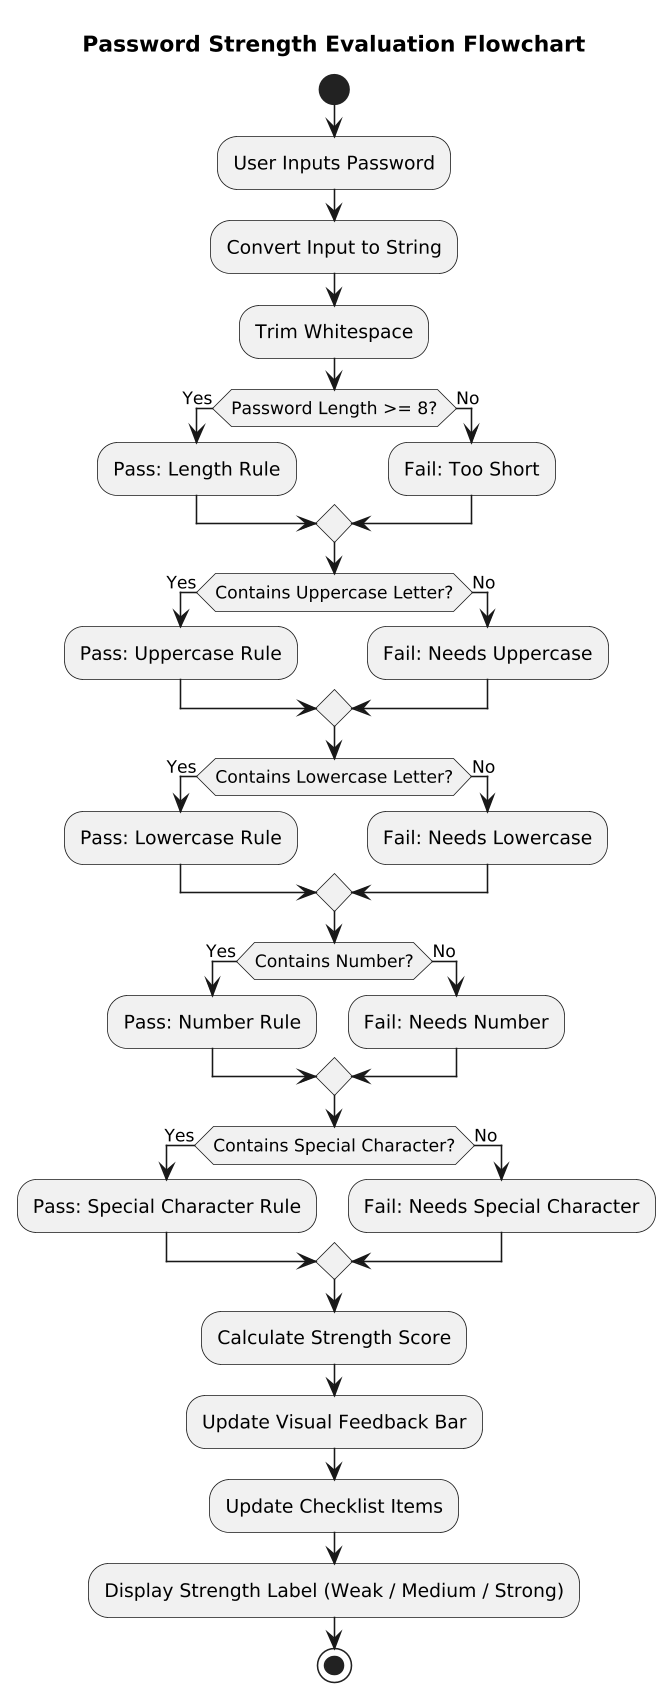 Password Strength Evaluation Flowchart
User Inputs Password
Convert Input to String
Trim Whitespace
Yes
Password Length >= 8?
No
Pass: Length Rule
Fail: Too Short
Yes
Contains Uppercase Letter?
No
Pass: Uppercase Rule
Fail: Needs Uppercase
Yes
Contains Lowercase Letter?
No
Pass: Lowercase Rule
Fail: Needs Lowercase
Yes
Contains Number?
No
Pass: Number Rule
Fail: Needs Number
Yes
Contains Special Character?
No
Pass: Special Character Rule
Fail: Needs Special Character
Calculate Strength Score
Update Visual Feedback Bar
Update Checklist Items
Display Strength Label (Weak / Medium / Strong)